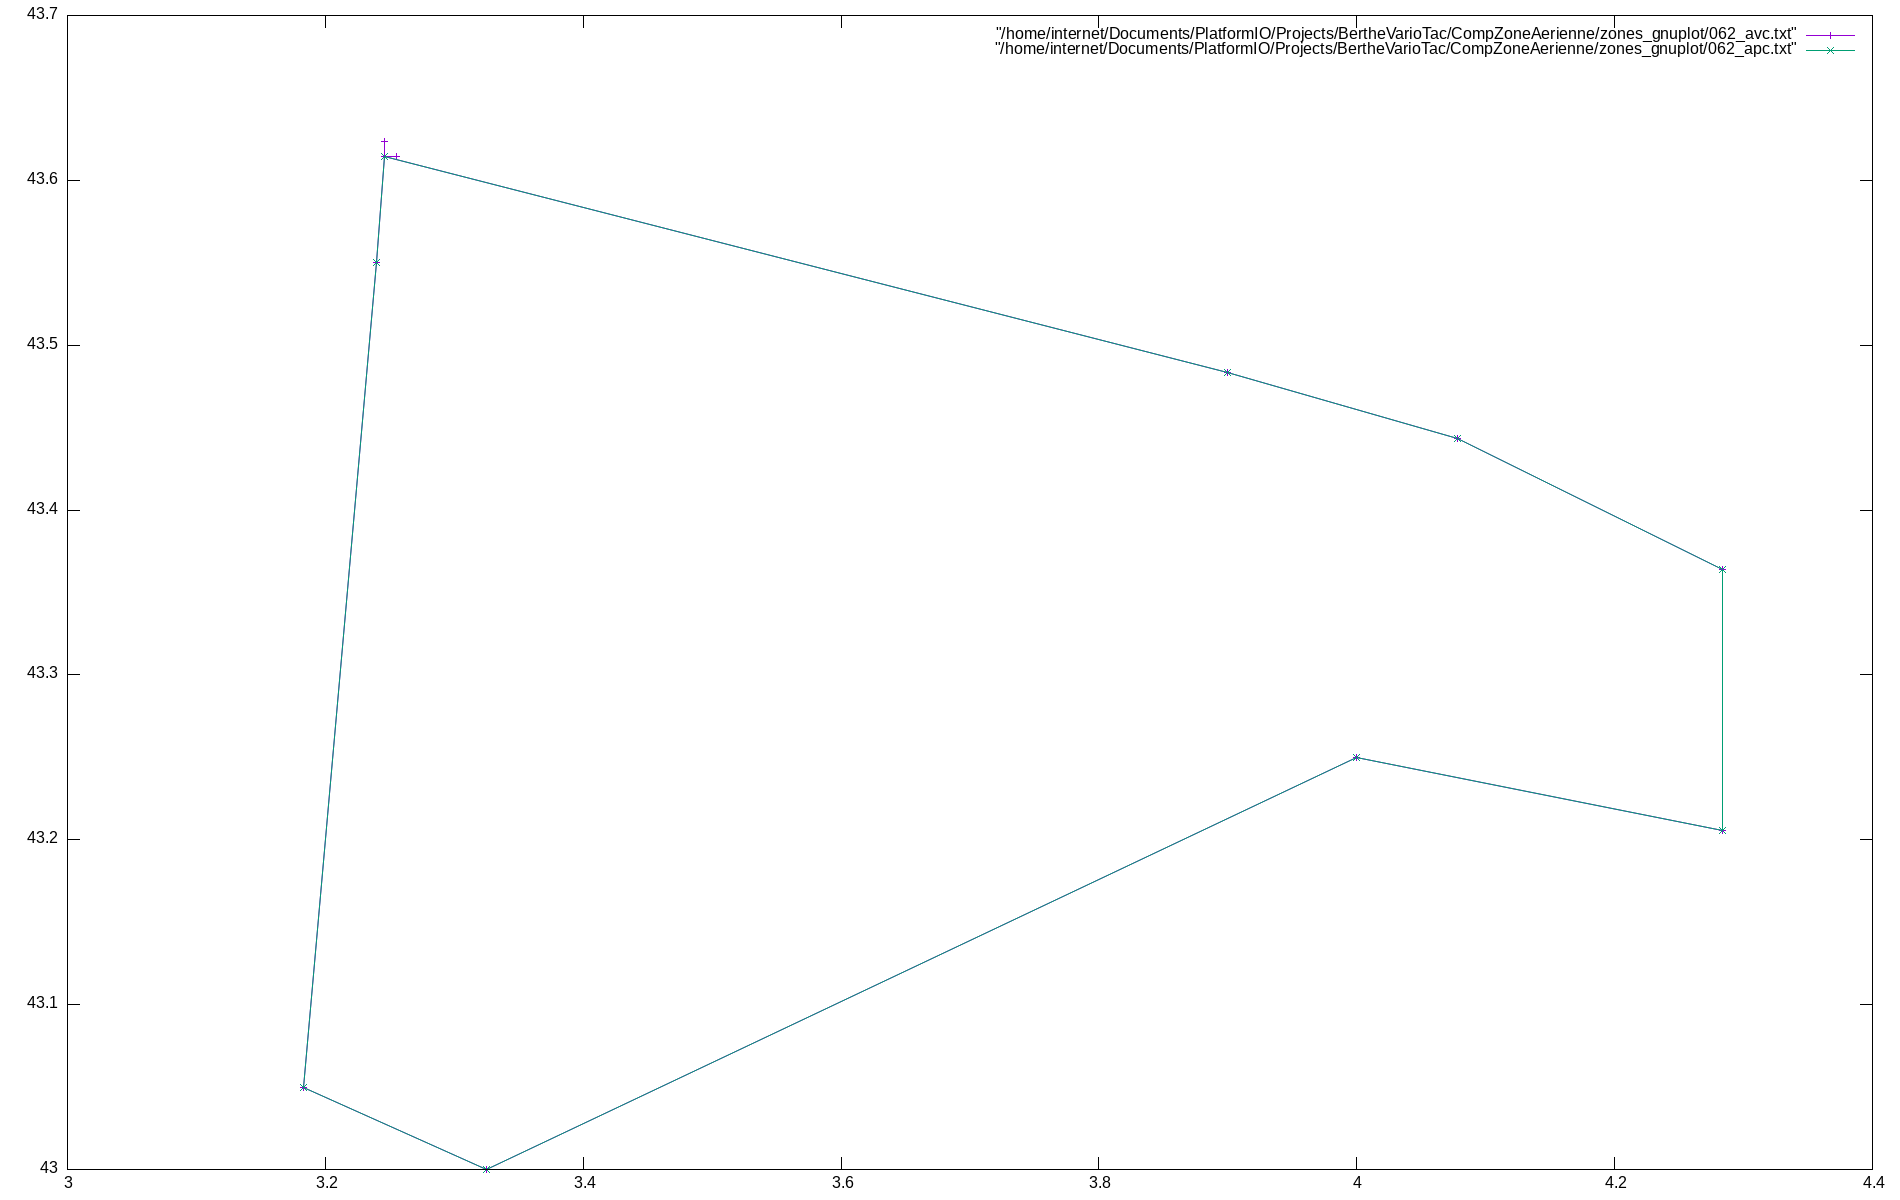 43.7
"/home/internet/Documents/PlatformIO/Projects/BertheVarioTac/CompZoneAerienne/zones_gnuplot/062_avc.txt"
"/home/internet/Documents/PlatformIO/Projects/BertheVarioTac/CompZoneAerienne/zones_gnuplot/062_apc.txt"
43.6
43.5
43.4
43.3
43.2
43.1
43
3 3.2 3.4 3.6 3.8 4 4.2 4.4